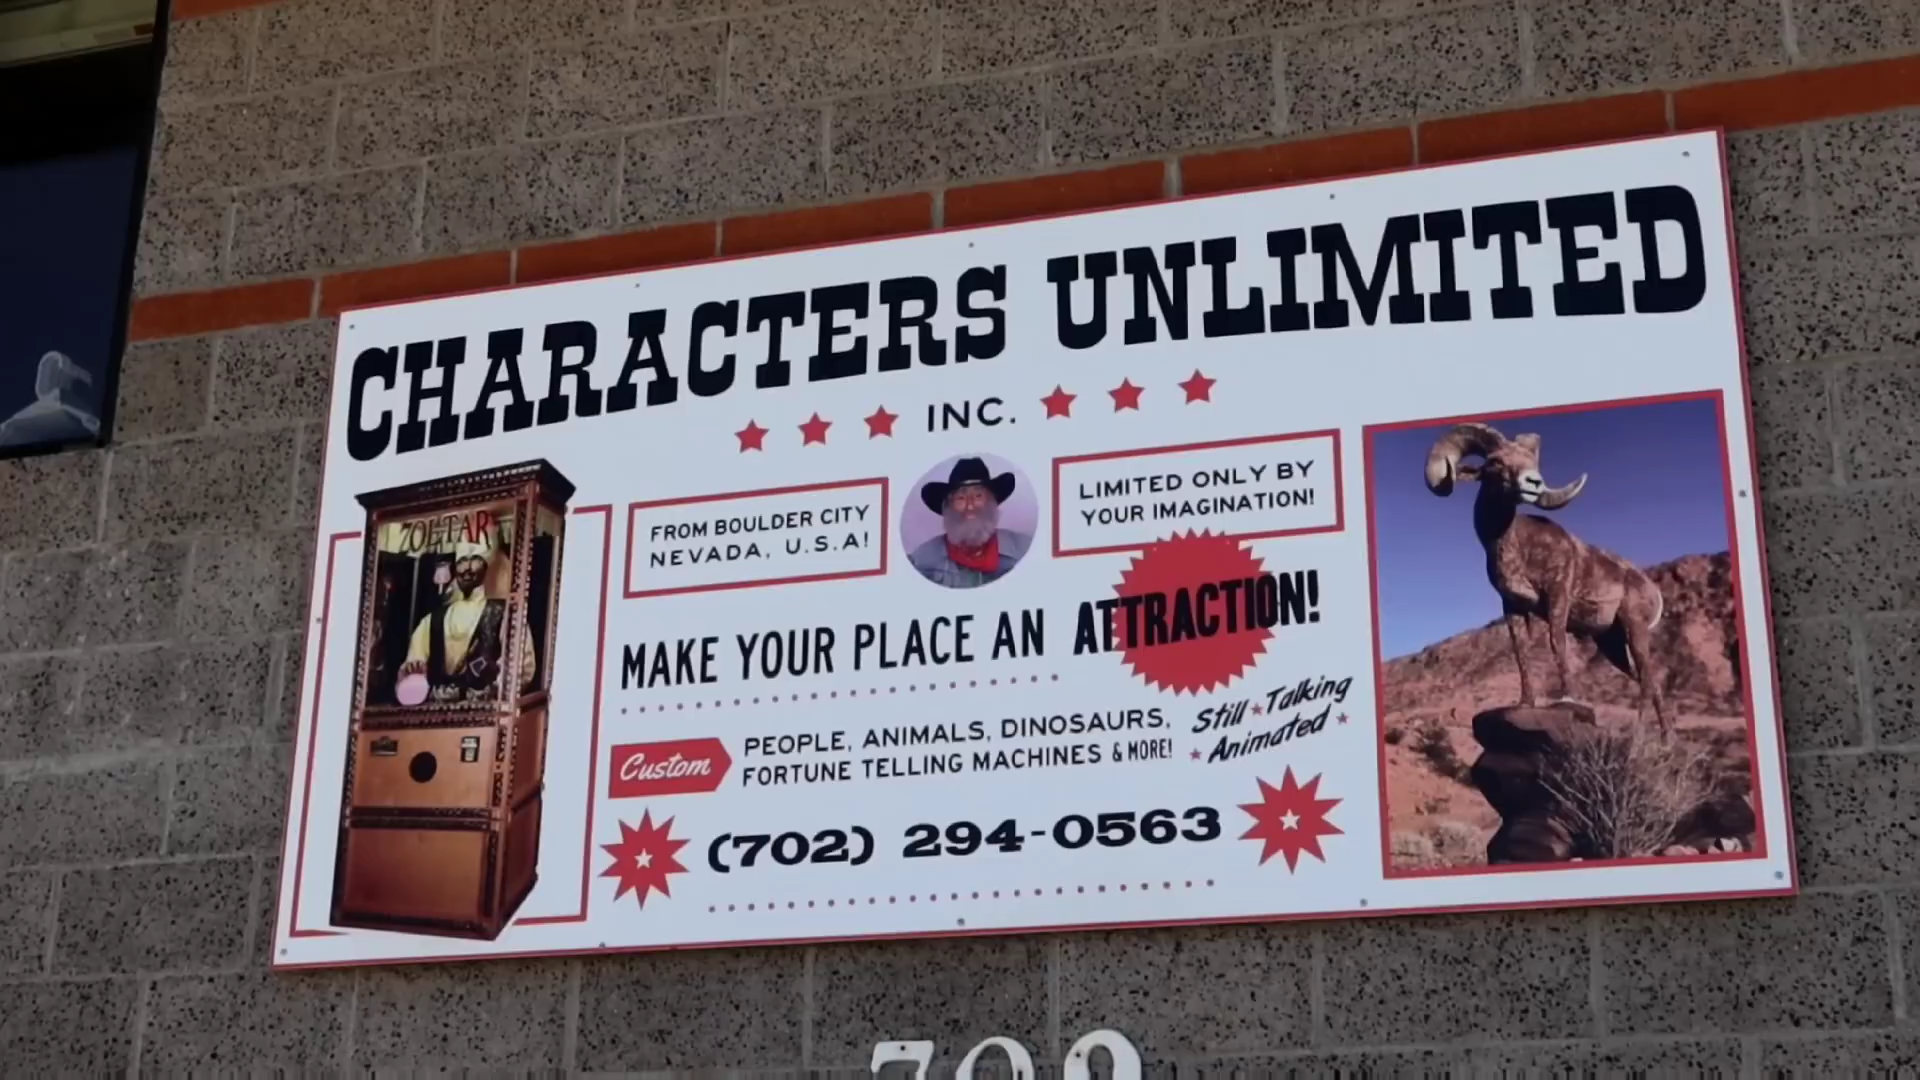 CHARACTERS UNLIMITED
INC.
ZOLTAR
FROM BOULDER CITY
NEVADA, U.S.A!
LIMITED ONLY BY
YOUR IMAGINATION!
MAKE YOUR PLACE AN ATTRACTION!
Custom
PEOPLE, ANIMALS, DINOSAURS,
FORTUNE TELLING MACHINES & MORE!
Still Talking
Animated
(702) 294-0563